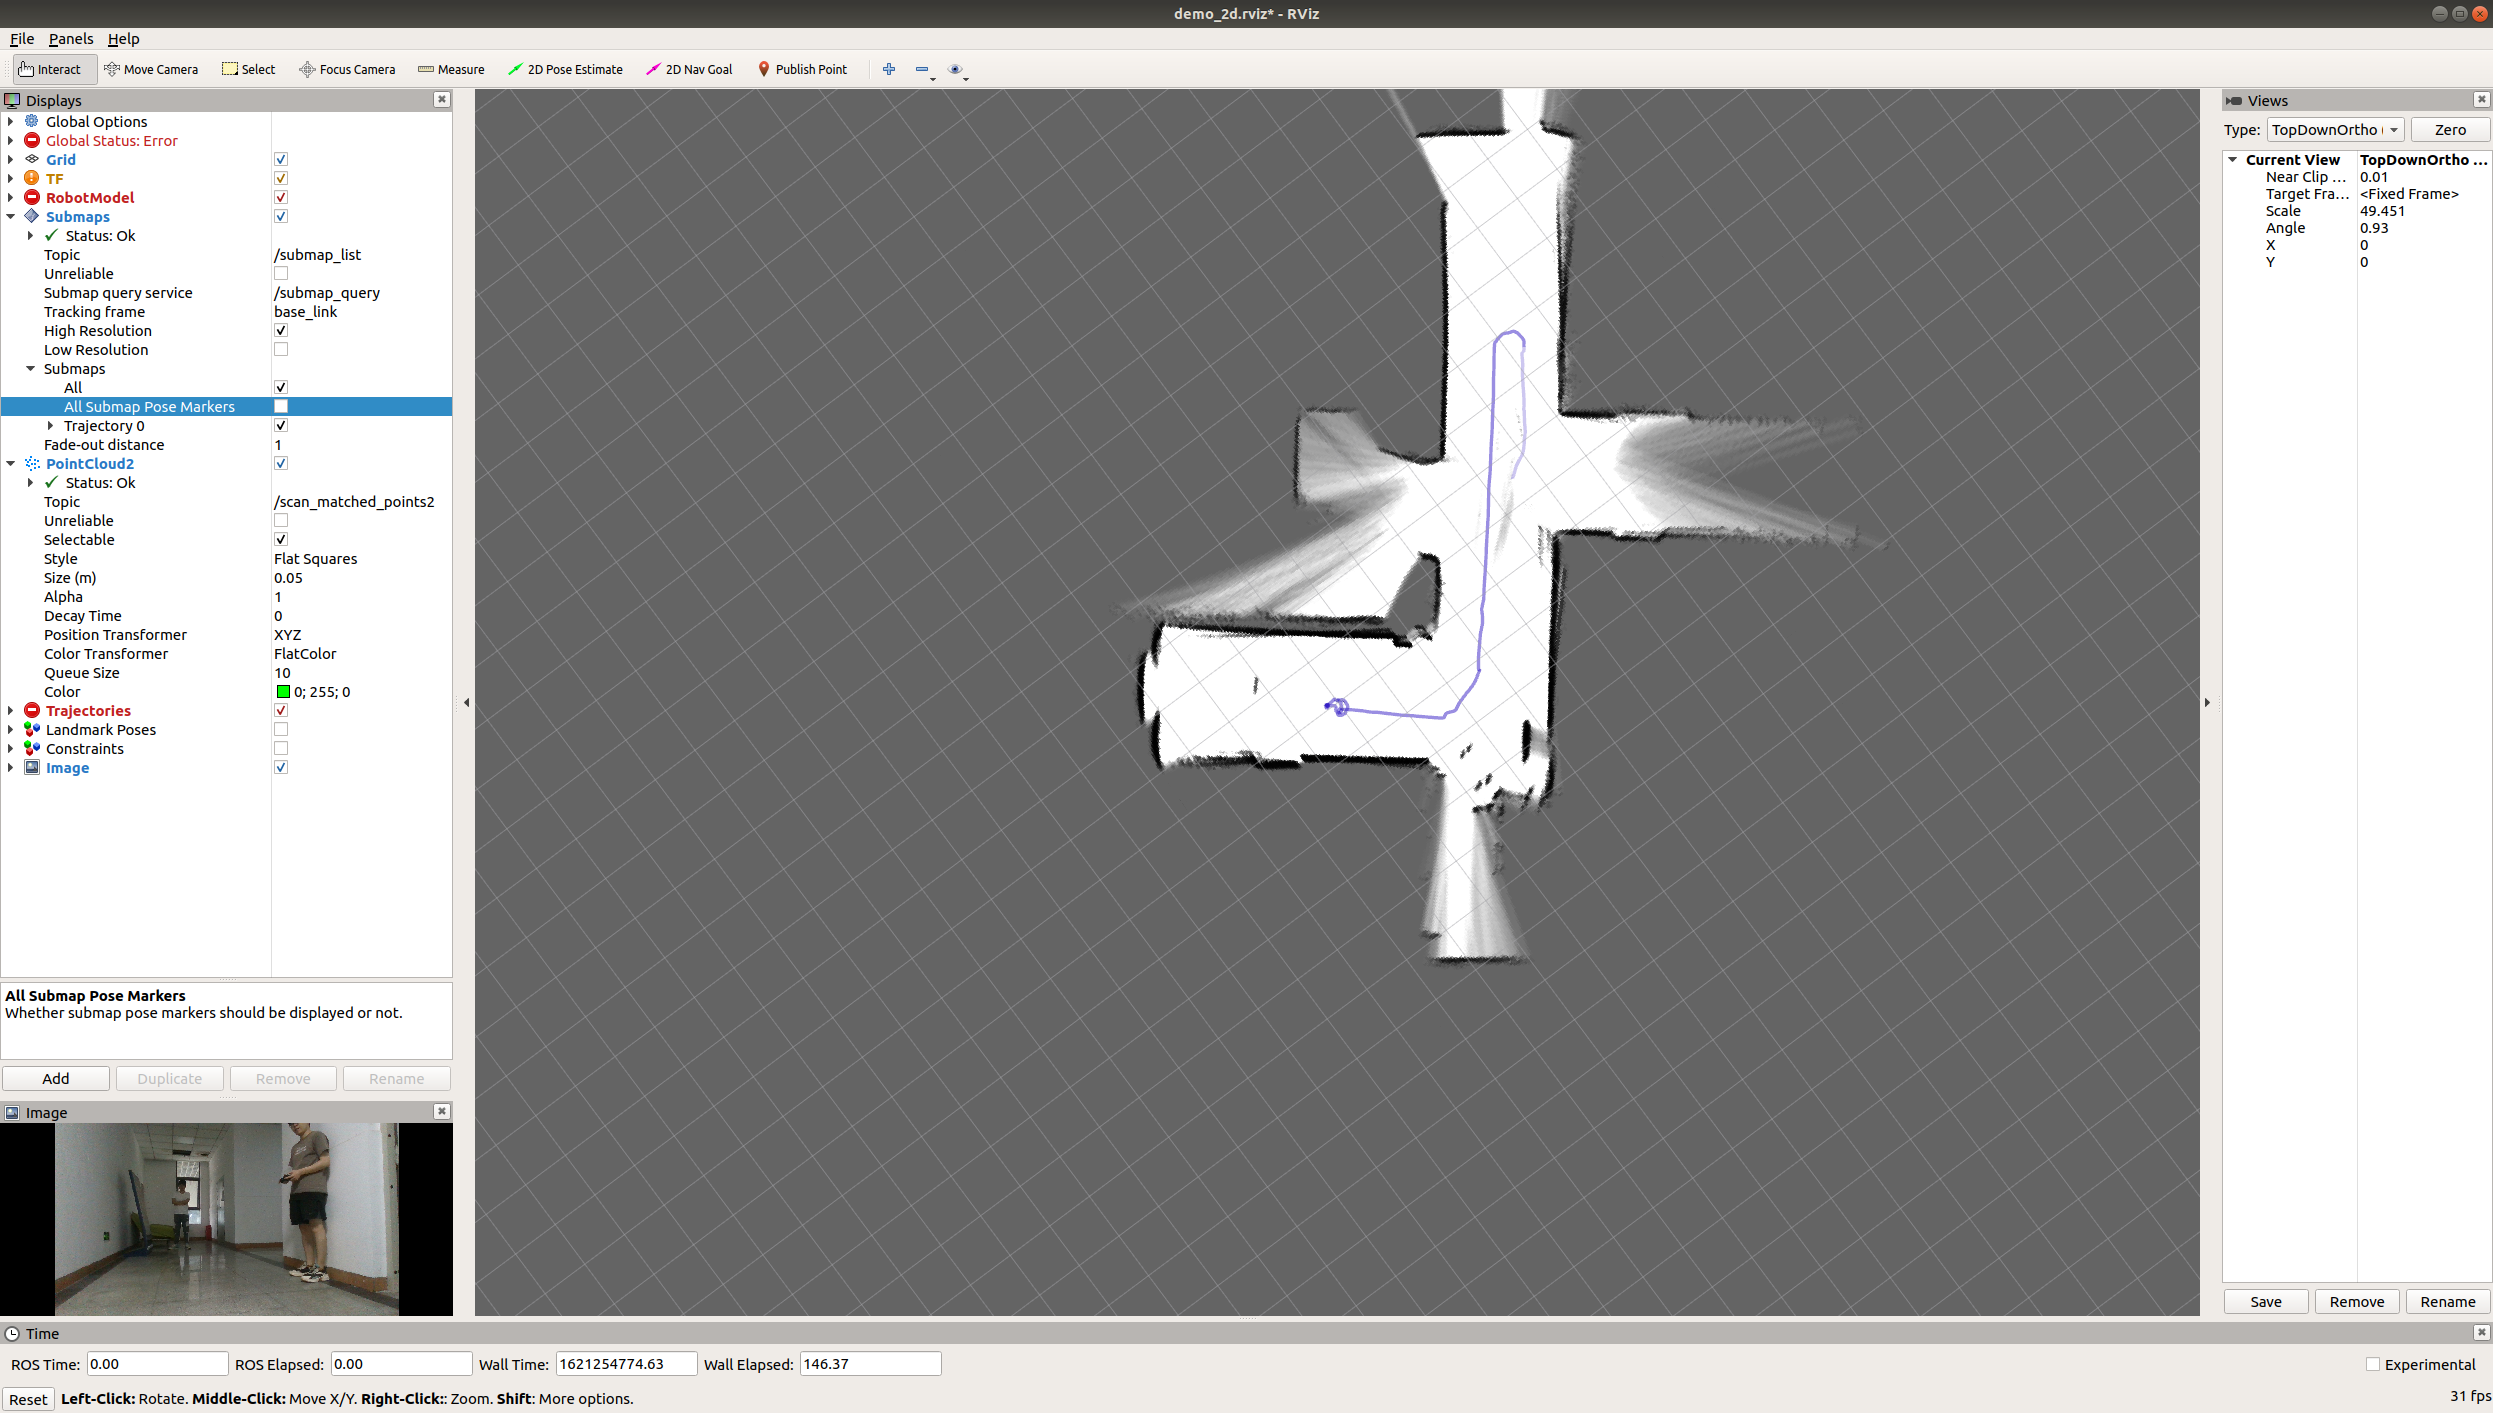 demo_2d.rviz* - RViz
File Panels Help
Interact Move Camera Select Focus Camera Measure 2D Pose Estimate 2D Nav Goal Publish Point
Displays
Global Options
Global Status: Error
Grid
TF
RobotModel
Submaps
Status: Ok
Topic /submap_list
Unreliable
Submap query service /submap_query
Tracking frame base_link
High Resolution
Low Resolution
Submaps
All
All Submap Pose Markers
Trajectory 0
Fade-out distance 1
PointCloud2
Status: Ok
Topic /scan_matched_points2
Unreliable
Selectable
Style Flat Squares
Size (m) 0.05
Alpha 1
Decay Time 0
Position Transformer XYZ
Color Transformer FlatColor
Queue Size 10
Color 0; 255; 0
Trajectories
Landmark Poses
Constraints
Image
All Submap Pose Markers
Whether submap pose markers should be displayed or not.
Add Duplicate Remove Rename
Image
Views
Type: TopDownOrtho ( Zero
Current View TopDownOrtho ...
Near Clip ... 0.01
Target Fra... <Fixed Frame>
Scale 49.451
Angle 0.93
X 0
Y 0
Save Remove Rename
Time
ROS Time: 0.00 ROS Elapsed: 0.00 Wall Time: 1621254774.63 Wall Elapsed: 146.37 Experimental
Reset Left-Click: Rotate. Middle-Click: Move X/Y. Right-Click:: Zoom. Shift: More options. 31 fps